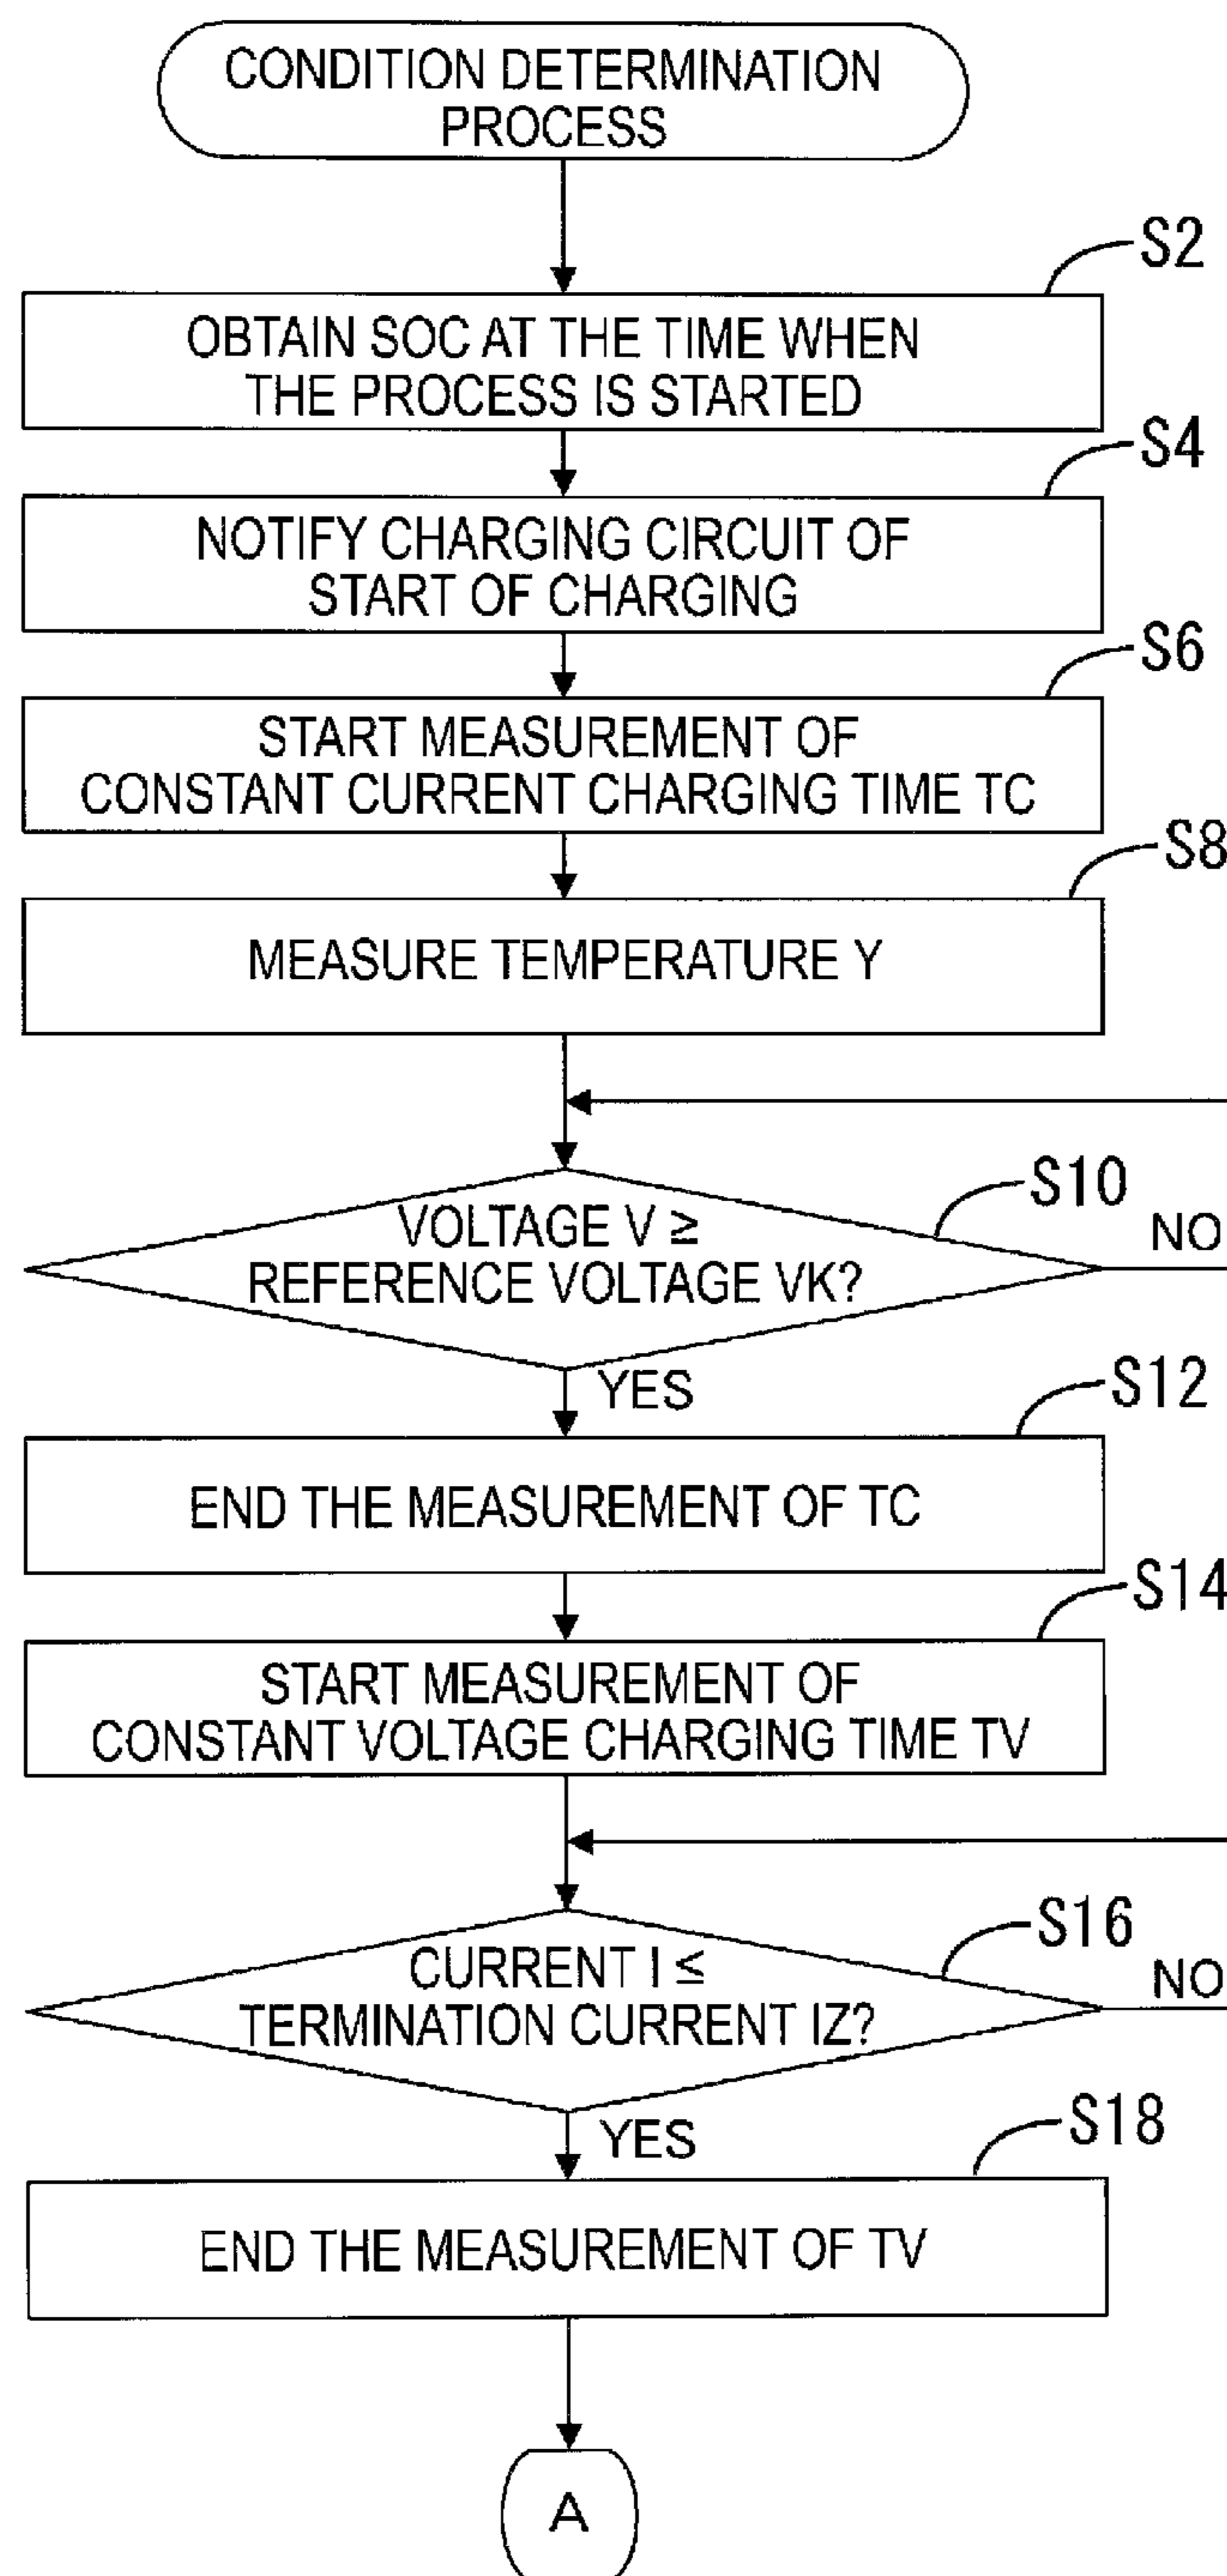 CONDITION DETERMINATION
PROCESS
S2
OBTAIN SOC AT THE TIME WHEN
THE PROCESS IS STARTED
S4
NOTIFY CHARGING CIRCUIT OF
START OF CHARGING
S6
START MEASUREMENT OF
CONSTANT CURRENT CHARGING TIME TC
S8
MEASURE TEMPERATURE Y
S10
VOLTAGE V ≥
REFERENCE VOLTAGE VK?
NO
YES
S12
END THE MEASUREMENT OF TC
S14
START MEASUREMENT OF
CONSTANT VOLTAGE CHARGING TIME TV
S16
CURRENT I ≤
TERMINATION CURRENT IZ?
NO
YES
S18
END THE MEASUREMENT OF TV
A